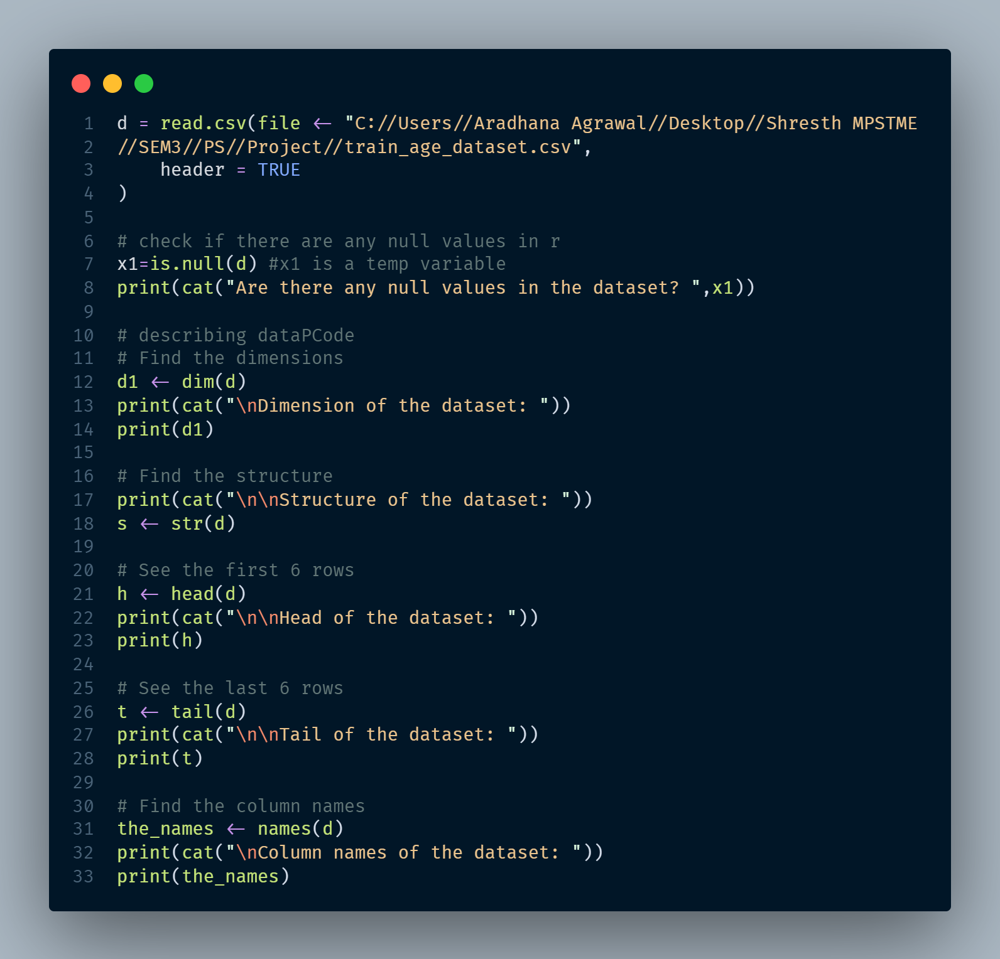 1 d = read.csv(file <- "C://Users//Aradhana Agrawal//Desktop//Shresth MPSTME
2 //SEM3//PS//Project//train_age_dataset.csv",
3     header = TRUE
4 )
5
6 # check if there are any null values in r
7 x1=is.null(d) #x1 is a temp variable
8 print(cat("Are there any null values in the dataset? ",x1))
9
10 # describing dataPCode
11 # Find the dimensions
12 d1 <- dim(d)
13 print(cat("\nDimension of the dataset: "))
14 print(d1)
15
16 # Find the structure
17 print(cat("\n\nStructure of the dataset: "))
18 s <- str(d)
19
20 # See the first 6 rows
21 h <- head(d)
22 print(cat("\n\nHead of the dataset: "))
23 print(h)
24
25 # See the last 6 rows
26 t <- tail(d)
27 print(cat("\n\nTail of the dataset: "))
28 print(t)
29
30 # Find the column names
31 the_names <- names(d)
32 print(cat("\nColumn names of the dataset: "))
33 print(the_names)